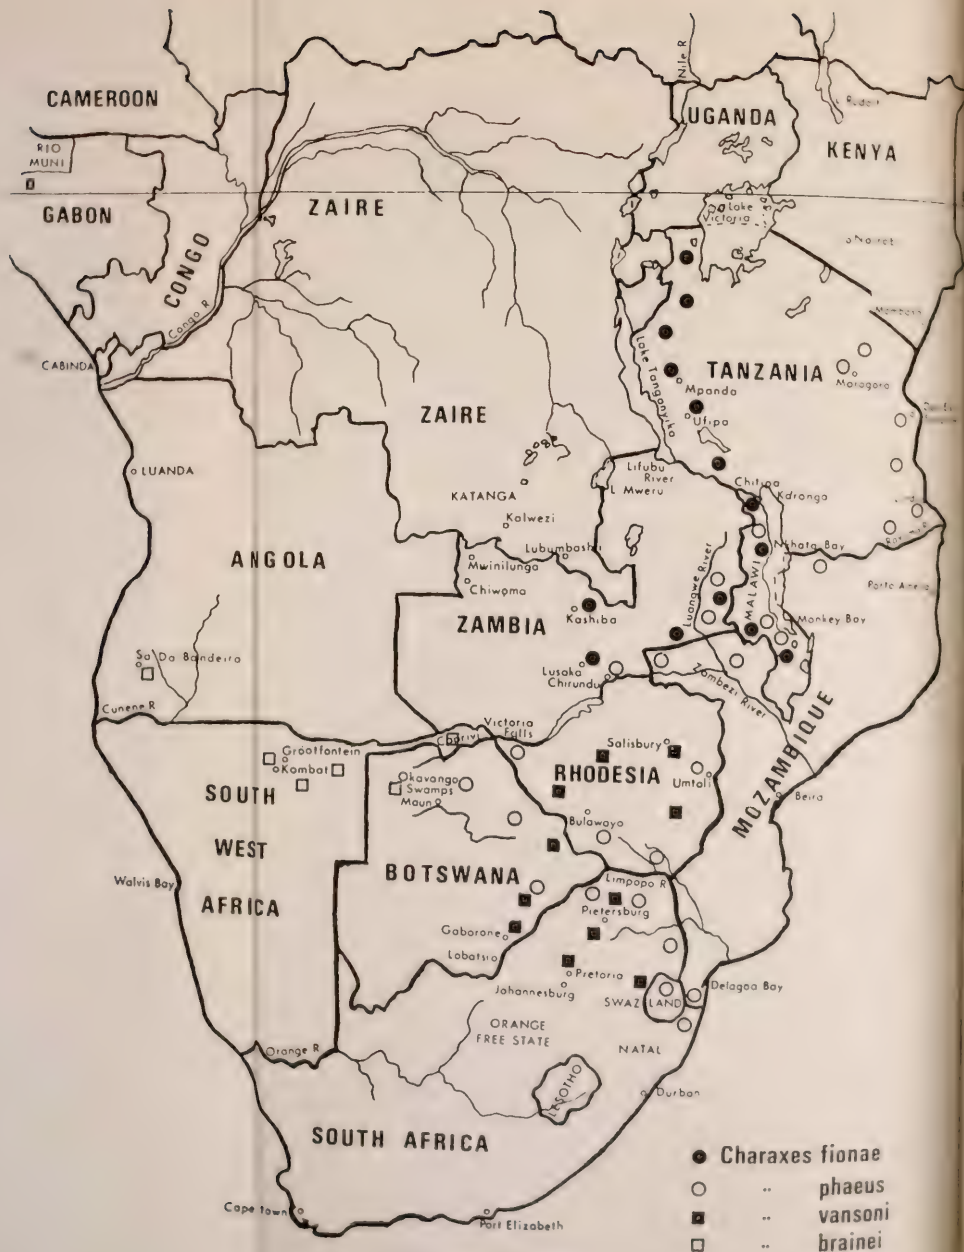 CAMEROON
RIO
MUNI
GABON
CONGO
Congo R
CABINDA
ZAIRE
Nile R
UGANDA
KENYA
Lake
Victoria
TANZANIA
Morogoro
Lake Tanganyika
Mpanda
Ufipa
ZAIRE
LUANDA
KATANGA
Kolwezi
Lifubu
River
L Mweru
Chitipa
ANGOLA
Lubumbashi
Mwinilunga
Chiwoma
Kashiba
ZAMBIA
Luangwe River
MALAWI
Nkhata Bay
Monkey Bay
Sa Da Bandeira
Lusaka
Chirundu
Zambezi River
Cunene R
Victoria
Falls
Caprivi
MOZAMBIQUE
Grootfontein
Kombat
Okavango
Swamps
Maun
Salisbury
RHODESIA
Umtali
Beira
Bulawayo
SOUTH
WEST
AFRICA
Walvis Bay
BOTSWANA
Limpopo R
Pietersburg
Gaborone
Lobatsi
Pretoria
Johannesburg
SWAZILAND
Delagoa Bay
ORANGE
FREE STATE
NATAL
Orange R
LESOTHO
Durban
SOUTH AFRICA
Cape town
Port Elizabeth
Charaxes fionae
" phaeus
" vansoni
" brainei